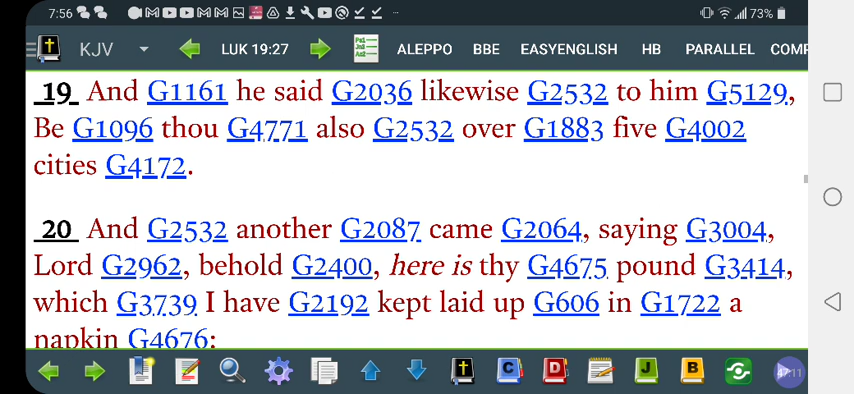 7:56 73%
KJV LUK 19:27 ALEPPO BBE EASYENGLISH HB PARALLEL COMP
19 And G1161 he said G2036 likewise G2532 to him G5129,
Be G1096 thou G4771 also G2532 over G1883 five G4002
cities G4172.
20 And G2532 another G2087 came G2064, saying G3004,
Lord G2962, behold G2400, here is thy G4675 pound G3414,
which G3739 I have G2192 kept laid up G606 in G1722 a
napkin G4676:
C D J B 47:11